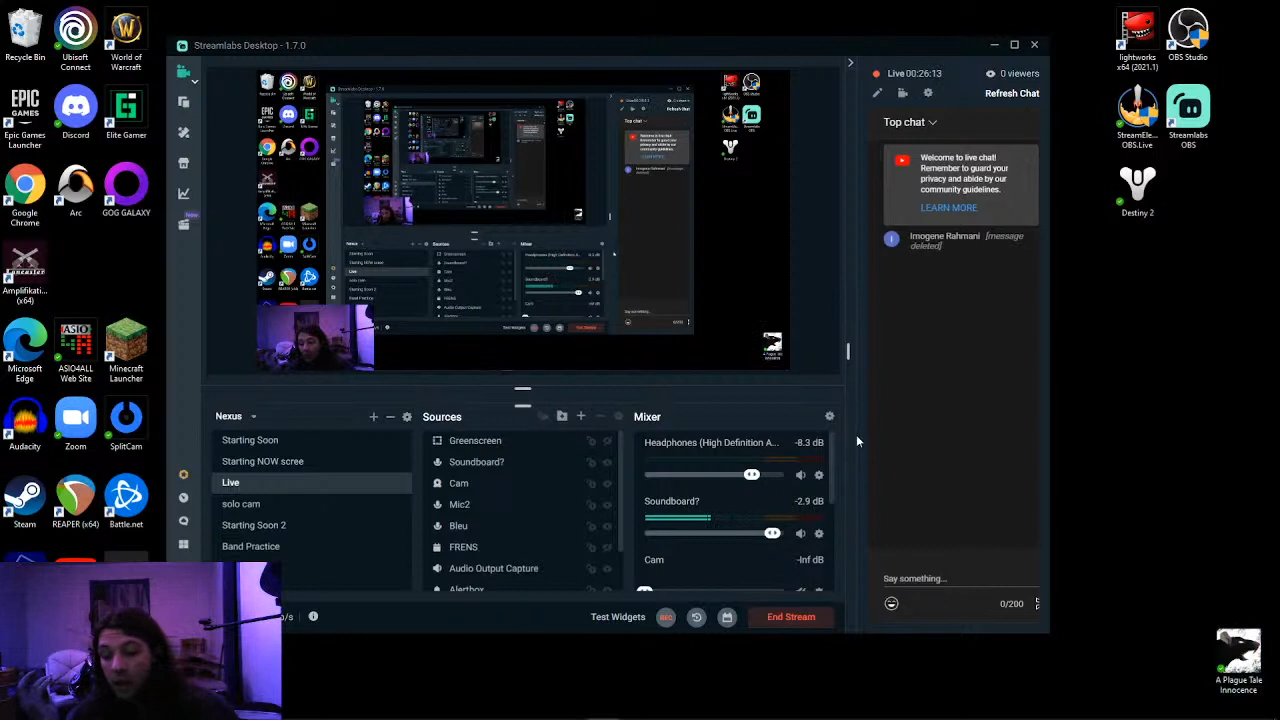 Recycle Bin
Ubisoft Connect
World of Warcraft
Epic Games Launcher
Discord
Elite Gerror
Google Chrome
Arc
GOG GALAXY
Amplifikati... (x64)
Microsoft Edge
ASIO4ALL Web Site
Minecraft Launcher
Audacity
Zoom
SplitCam
Steam
REAPER (x64)
Battle.net
Streamlabs Desktop - 1.7.0
Live 00:26:13
0 viewers
Refresh Chat
Top chat
Welcome to live chat!
Remember to guard your
privacy and abide by our
community guidelines.
LEARN MORE
Imogene Rahmani [message
deleted]
Say something...
0/200
Nexus
Starting Soon
Starting NOW scree
Live
solo cam
Starting Soon 2
Band Practice
Sources
Greenscreen
Soundboard?
Cam
Mic2
Bleu
FRENS
Audio Output Capture
Alertbox
Mixer
Headphones (High Definition A... -8.3 dB
Soundboard? -2.9 dB
Cam -Inf dB
Test Widgets
REC
End Stream
lightworks x64 (2021.1)
OBS Studio
StreamEle... OBS.Live
Streamlabs OBS
Destiny 2
A Plague Tale Innocence